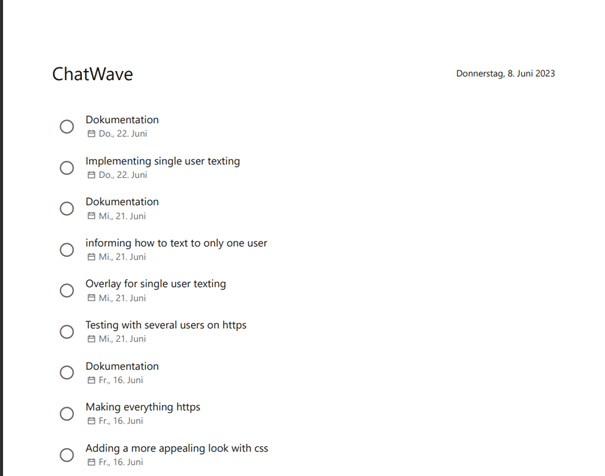 ChatWave
Donnerstag, 8. Juni 2023
Dokumentation
Do., 22. Juni
Implementing single user texting
Do., 22. Juni
Dokumentation
Mi., 21. Juni
informing how to text to only one user
Mi., 21. Juni
Overlay for single user texting
Mi., 21. Juni
Testing with several users on https
Mi., 21. Juni
Dokumentation
Fr., 16. Juni
Making everything https
Fr., 16. Juni
Adding a more appealing look with css
Fr., 16. Juni